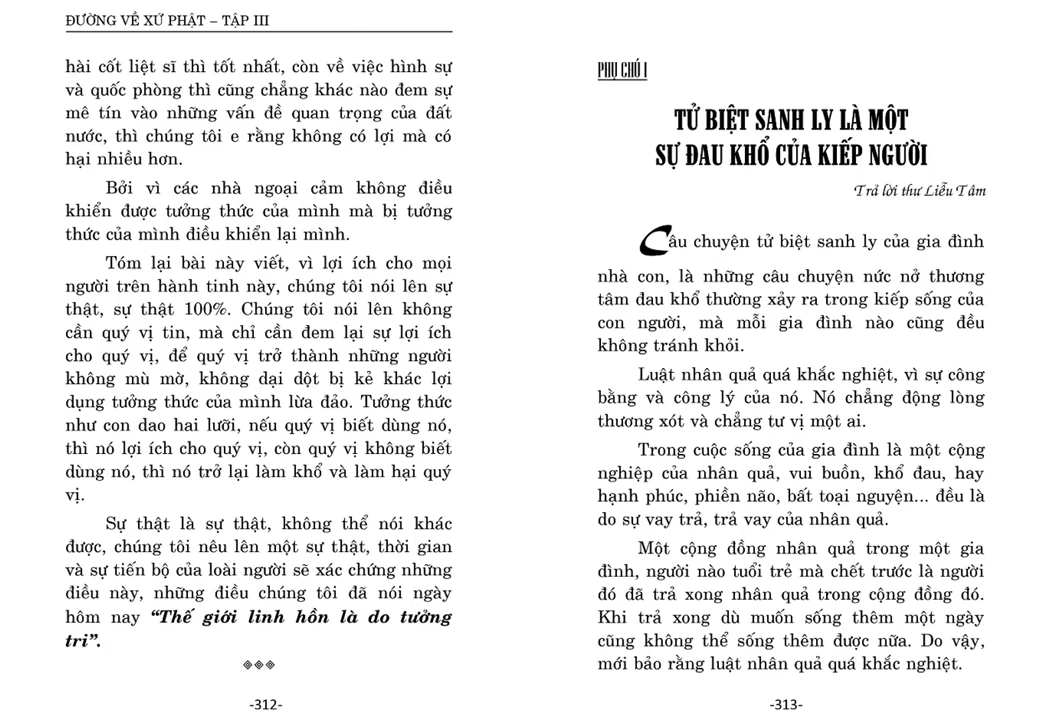 ĐƯỜNG VỀ XỨ PHẬT – TẬP III
hài cốt liệt sĩ thì tốt nhất, còn về việc hình sự
và quốc phòng thì cũng chẳng khác nào đem sự
mê tín vào những vấn đề quan trọng của đất
nước, thì chúng tôi e rằng không có lợi mà có
hại nhiều hơn.
Bởi vì các nhà ngoại cảm không điều
khiển được tưởng thức của mình mà bị tưởng
thức của mình điều khiển lại mình.
Tóm lại bài này viết, vì lợi ích cho mọi
người trên hành tinh này, chúng tôi nói lên sự
thật, sự thật 100%. Chúng tôi nói lên không
cần quý vị tin, mà chỉ cần đem lại sự lợi ích
cho quý vị, để quý vị trở thành những người
không mù mờ, không dại dột bị kẻ khác lợi
dụng tưởng thức của mình lừa đảo. Tưởng thức
như con dao hai lưỡi, nếu quý vị biết dùng nó,
thì nó lợi ích cho quý vị, còn quý vị không biết
dùng nó, thì nó trở lại làm khổ và làm hại quý
vị.
Sự thật là sự thật, không thể nói khác
được, chúng tôi nêu lên một sự thật, thời gian
và sự tiến bộ của loài người sẽ xác chứng những
điều này, những điều chúng tôi đã nói ngày
hôm nay “Thế giới linh hồn là do tưởng
tri”.
-312-
PHỤ CHÚ I
TỬ BIỆT SANH LY LÀ MỘT
SỰ ĐAU KHỔ CỦA KIẾP NGƯỜI
Trả lời thư Liễu Tâm
Câu chuyện tử biệt sanh ly của gia đình
nhà con, là những câu chuyện nức nở thương
tâm đau khổ thường xảy ra trong kiếp sống của
con người, mà mỗi gia đình nào cũng đều
không tránh khỏi.
Luật nhân quả quá khắc nghiệt, vì sự công
bằng và công lý của nó. Nó chẳng động lòng
thương xót và chẳng tư vị một ai.
Trong cuộc sống của gia đình là một cộng
nghiệp của nhân quả, vui buồn, khổ đau, hay
hạnh phúc, phiền não, bất toại nguyện... đều là
do sự vay trả, trả vay của nhân quả.
Một cộng đồng nhân quả trong một gia
đình, người nào tuổi trẻ mà chết trước là người
đó đã trả xong nhân quả trong cộng đồng đó.
Khi trả xong dù muốn sống thêm một ngày
cũng không thể sống thêm được nữa. Do vậy,
mới bảo rằng luật nhân quả quá khắc nghiệt.
-313-